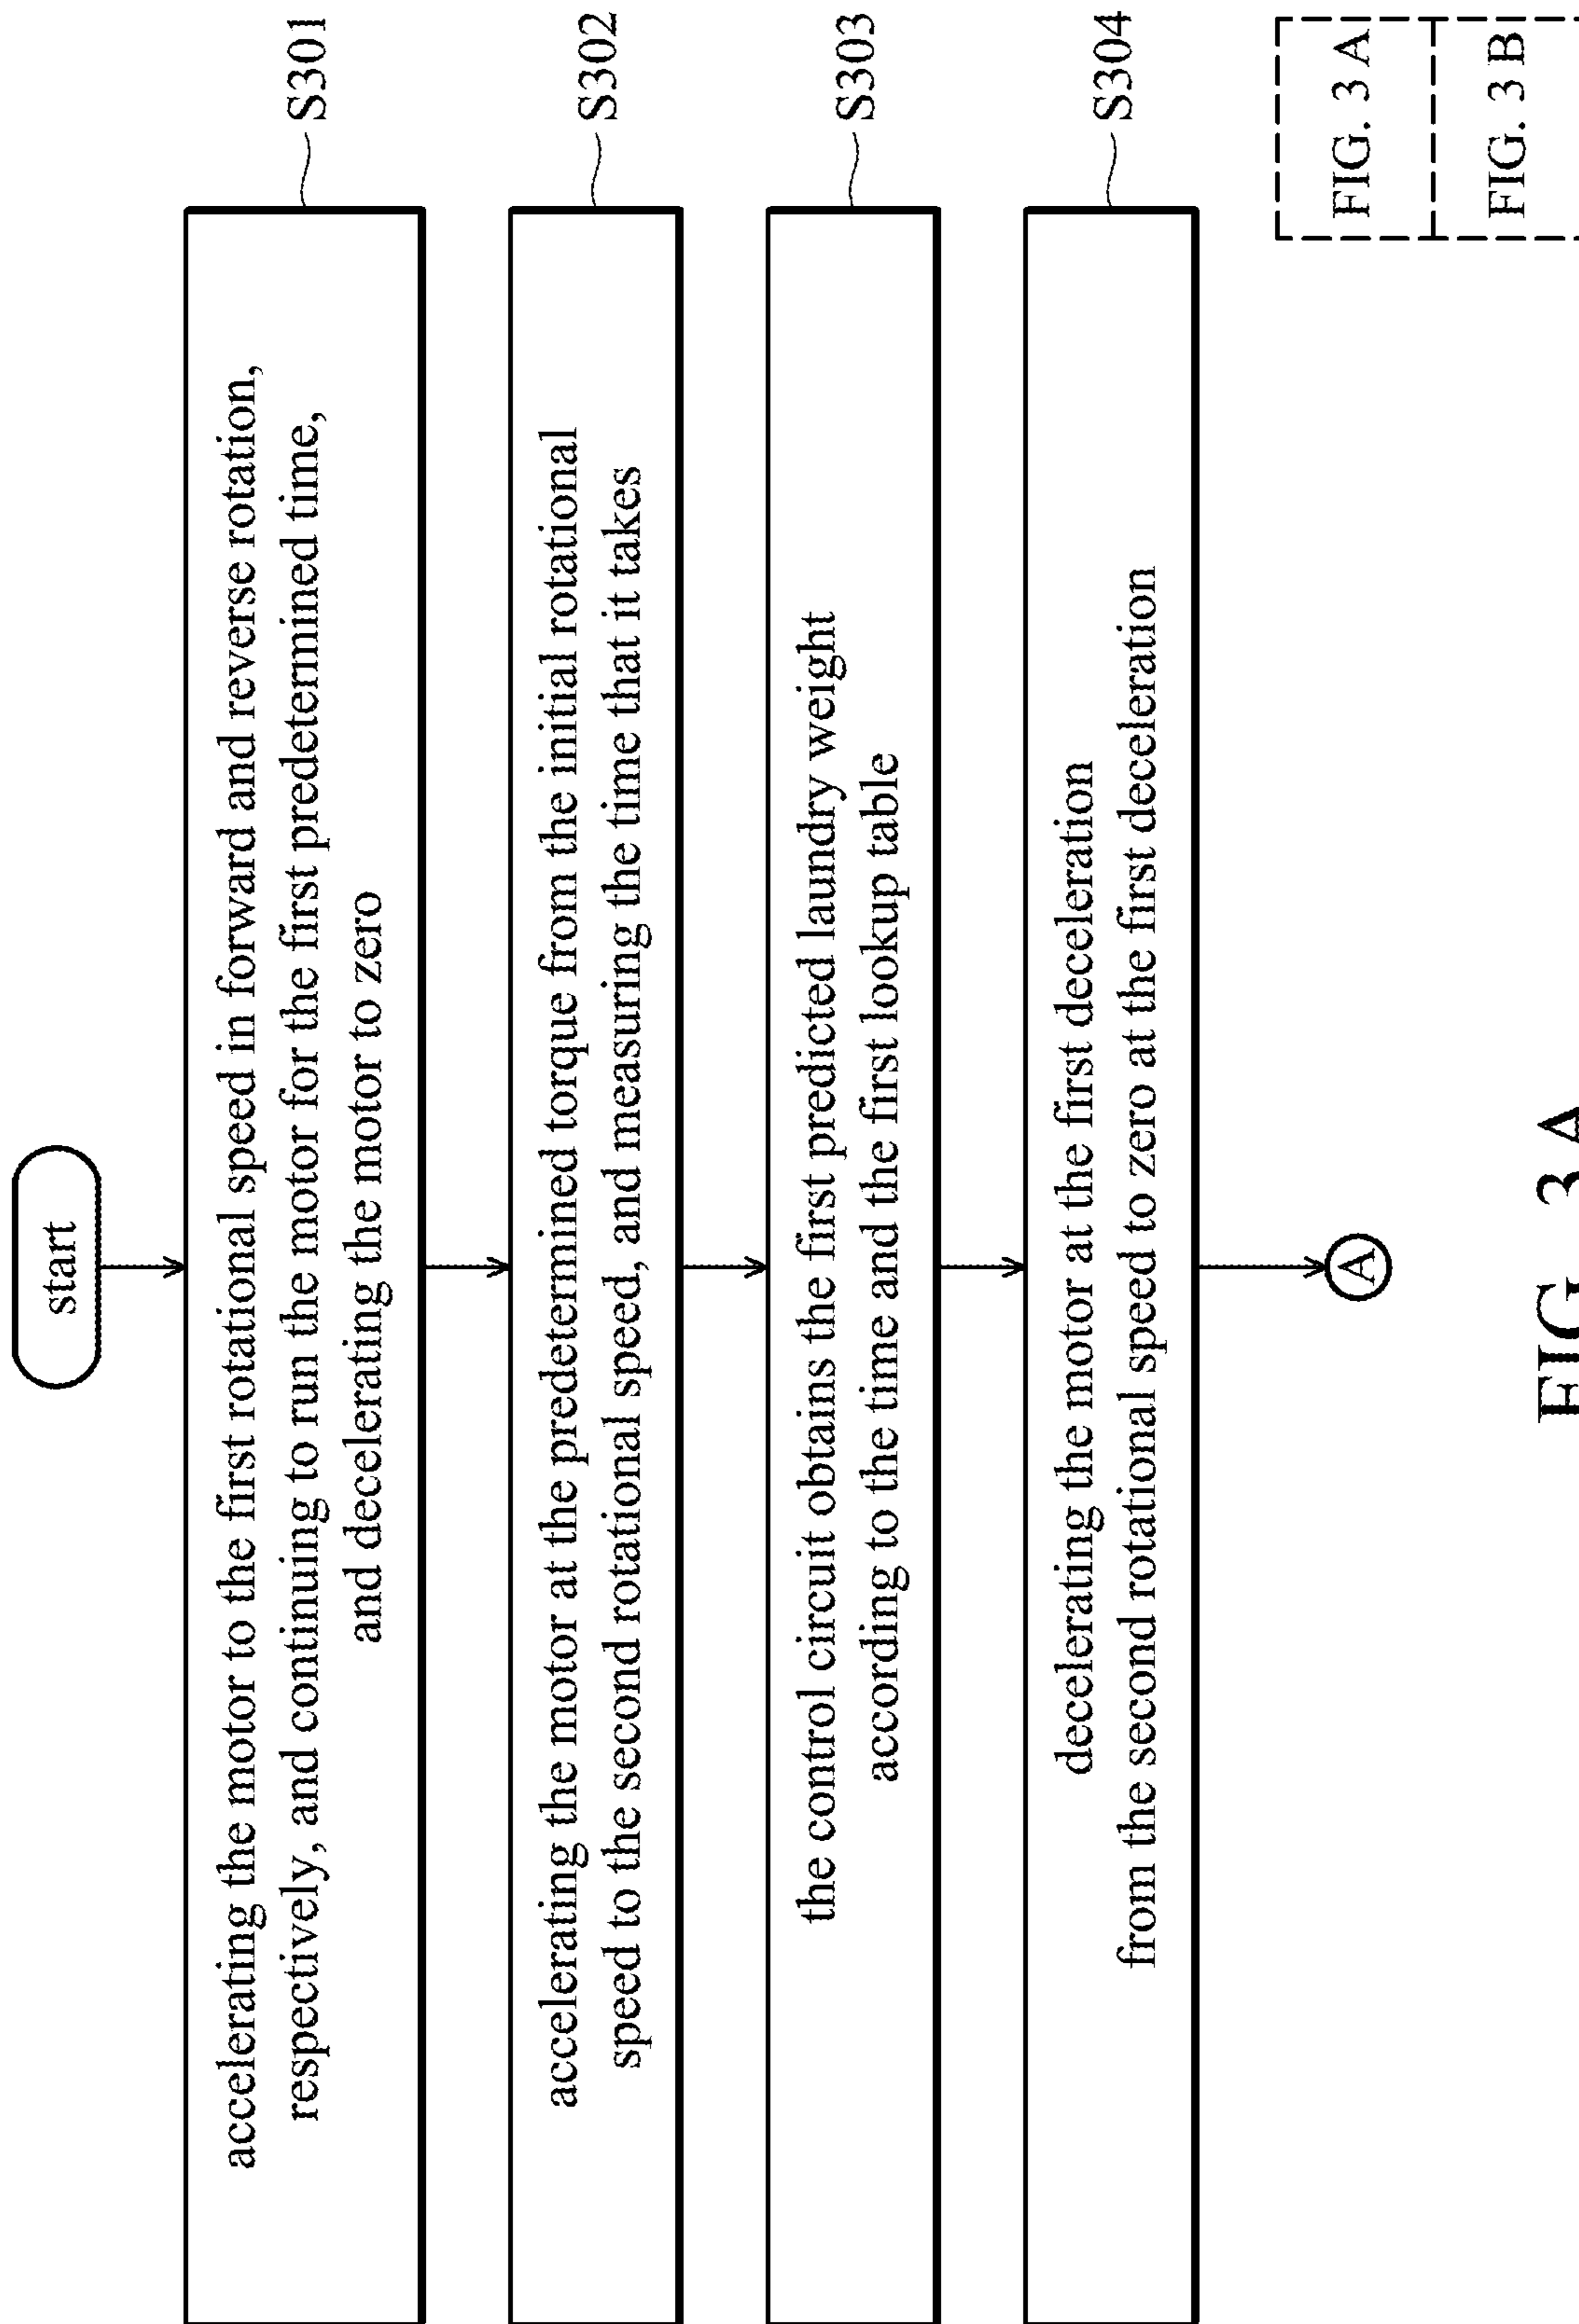 start
accelerating the motor to the first rotational speed in forward and reverse rotation,
respectively, and continuing to run the motor for the first predetermined time,
and decelerating the motor to zero
S301
accelerating the motor at the predetermined torque from the initial rotational
speed to the second rotational speed, and measuring the time that it takes
S302
the control circuit obtains the first predicted laundry weight
according to the time and the first lookup table
S303
decelerating the motor at the first deceleration
from the second rotational speed to zero at the first deceleration
S304
A
FIG. 3 A
FIG. 3 B
FIG. 3 A